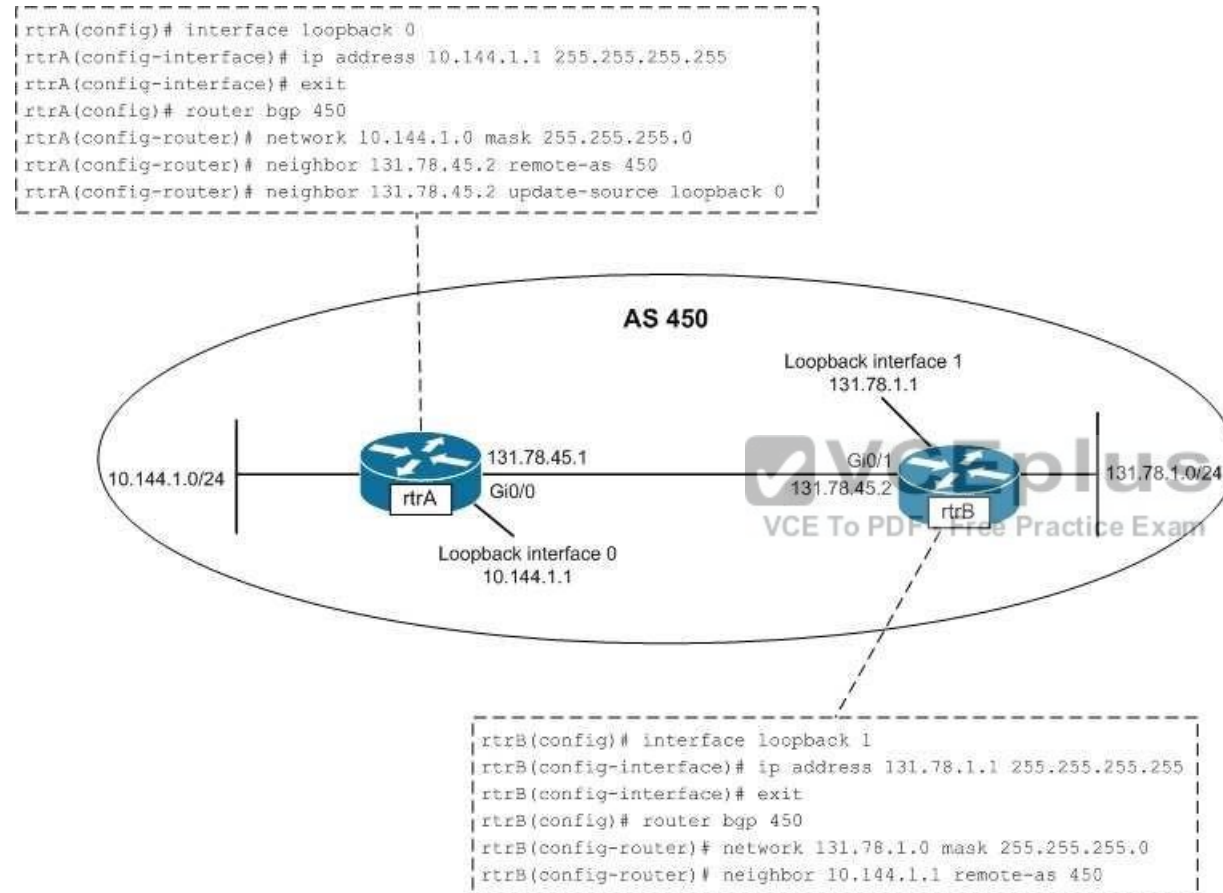 rtrA(config)# interface loopback 0
rtrA(config-interface)# ip address 10.144.1.1 255.255.255.255
rtrA(config-interface)# exit
rtrA(config)# router bgp 450
rtrA(config-router)# network 10.144.1.0 mask 255.255.255.0
rtrA(config-router)# neighbor 131.78.45.2 remote-as 450
rtrA(config-router)# neighbor 131.78.45.2 update-source loopback 0
AS 450
Loopback interface 1
131.78.1.1
10.144.1.0/24
131.78.45.1
Gi0/0
rtrA
Loopback interface 0
10.144.1.1
Gi0/1
131.78.45.2
rtrB
131.78.1.0/24
VCEplus
VCE To PDF - Free Practice Exam
rtrB(config)# interface loopback 1
rtrB(config-interface)# ip address 131.78.1.1 255.255.255.255
rtrB(config-interface)# exit
rtrB(config)# router bgp 450
rtrB(config-router)# network 131.78.1.0 mask 255.255.255.0
rtrB(config-router)# neighbor 10.144.1.1 remote-as 450